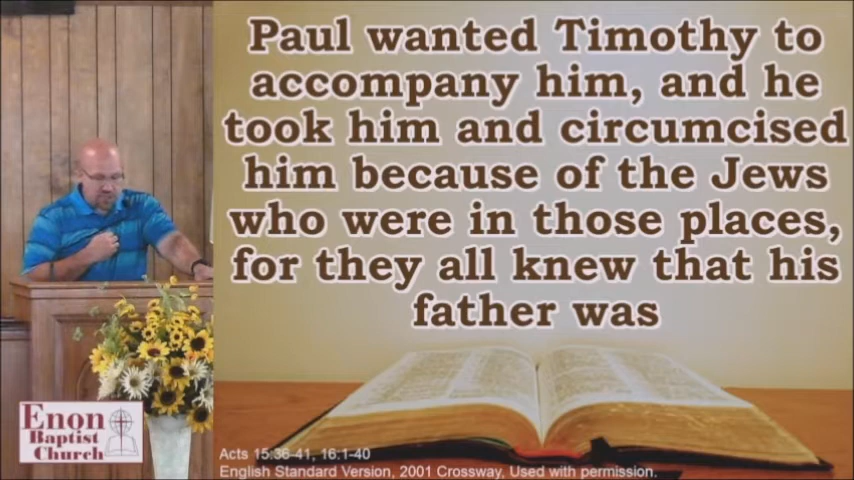 Paul wanted Timothy to
accompany him, and he
took him and circumcised
him because of the Jews
who were in those places,
for they all knew that his
father was
Enon
Baptist
Church
Acts 15:36-41, 16:1-40
English Standard Version, 2001 Crossway, Used with permission.